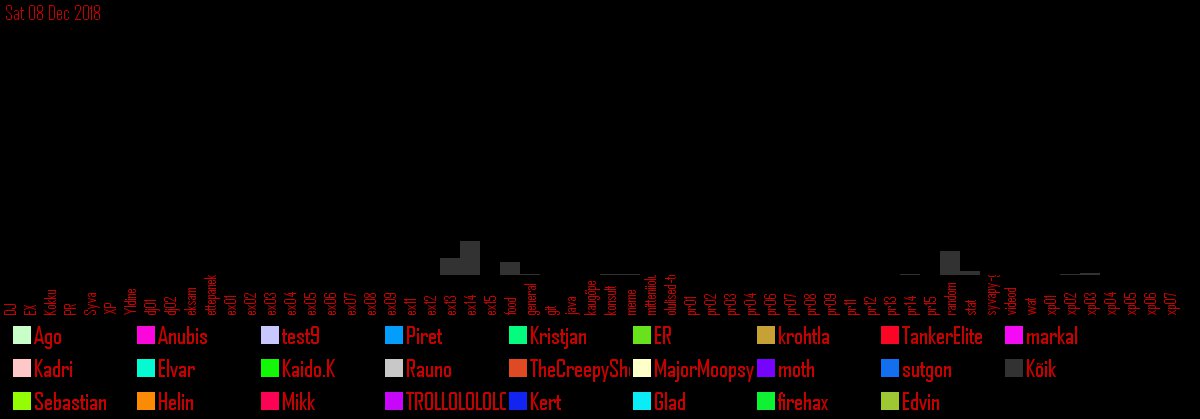 Sat 08 Dec 2018
DJ EX Kokku PR Syva XP Yldine dj01 dj02 eksam ettepanek ex01 ex02 ex03 ex04 ex05 ex06 ex07 ex08 ex09 ex11 ex12 ex13 ex14 ex15 food general git java kaugõpe konsult meme pr01 pr02 pr03 pr04 pr06 pr07 pr08 pr09 pr11 pr12 pr13 pr14 pr15 random stat videod wat xp01 xp02 xp03 xp04 xp05 xp06 xp07
Ago Anubis test9 Piret Kristjan ER krohtla TankerElite markal
Kadri Elvar Kaido.K Rauno TheCreepySh MajorMoopsy moth sutgon Kõik
Sebastian Helin Mikk TROLLOLOLOLO Kert Glad firehax Edvin